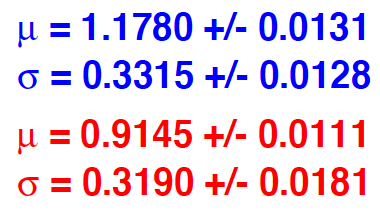 μ = 1.1780 +/- 0.0131
σ = 0.3315 +/- 0.0128
μ = 0.9145 +/- 0.0111
σ = 0.3190 +/- 0.0181